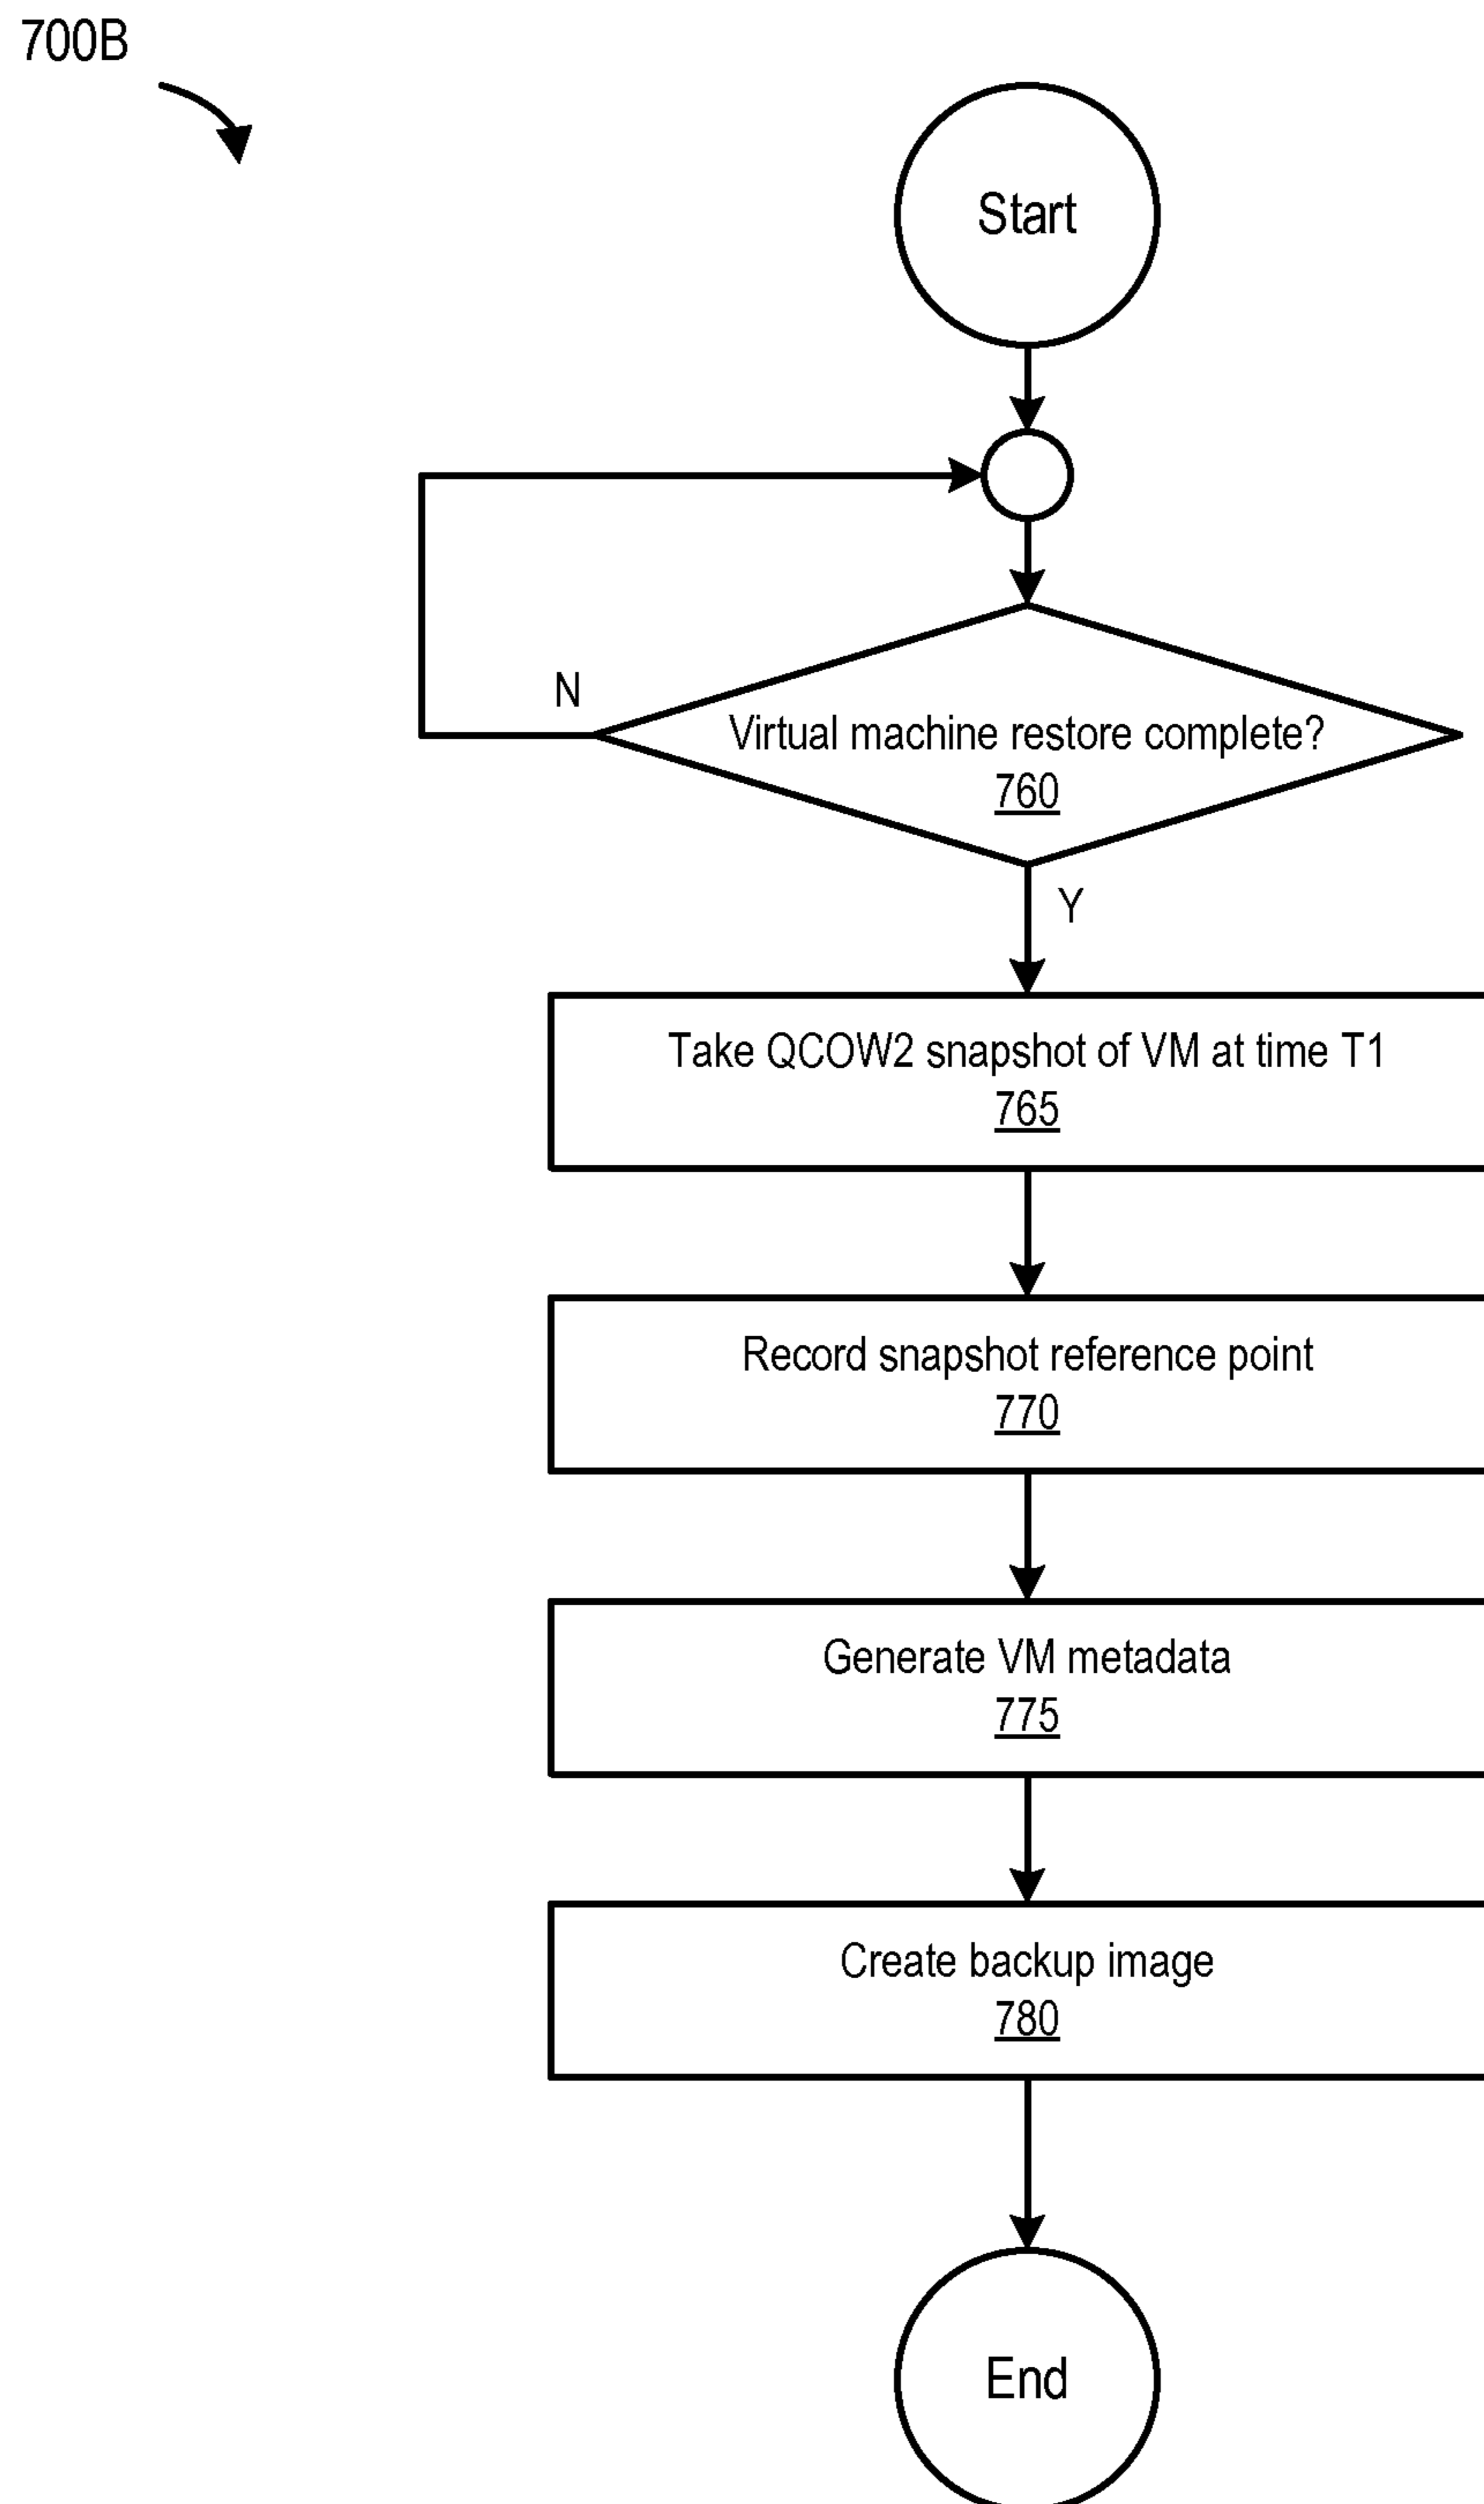 700B
Start
N
Virtual machine restore complete?
760
Y
Take QCOW2 snapshot of VM at time T1
765
Record snapshot reference point
770
Generate VM metadata
775
Create backup image
780
End